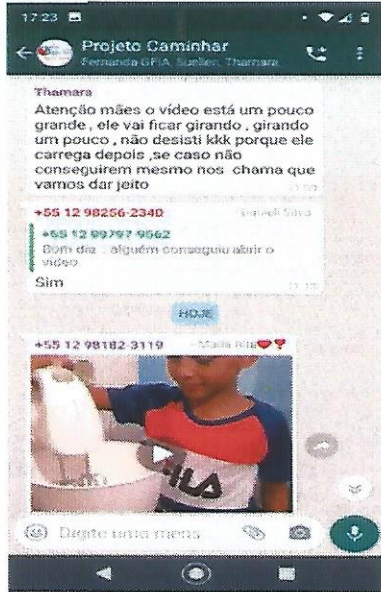 17:23
Projeto Caminhar
Fernanda GFIA, Suellen, Thamara
Thamara
Atenção mães o vídeo está um pouco
grande , ele vai ficar girando , girando
um pouco , não desisti kkk porque ele
carrega depois ,se caso não
conseguirem mesmo nos chama que
vamos dar jeito
+55 12 98256-2340
+55 12 99797-9562
Bom dia .. alguém conseguiu abrir o
video
Sim
HOJE
+55 12 98182-3119 ~Maria Rita
FILA
Digite uma mens